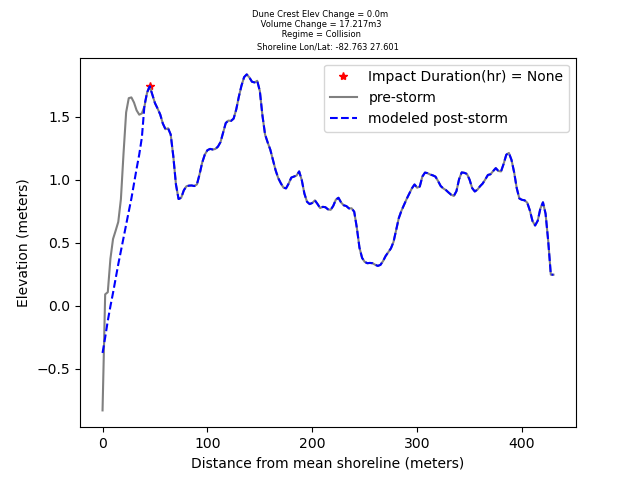 Dune Crest Elev Change = 0.0m
Volume Change = 17.217m3
Regime = Collision
Shoreline Lon/Lat: -82.763 27.601
Impact Duration(hr) = None
pre-storm
modeled post-storm
Elevation (meters)
1.5
1.0
0.5
0.0
−0.5
0 100 200 300 400
Distance from mean shoreline (meters)